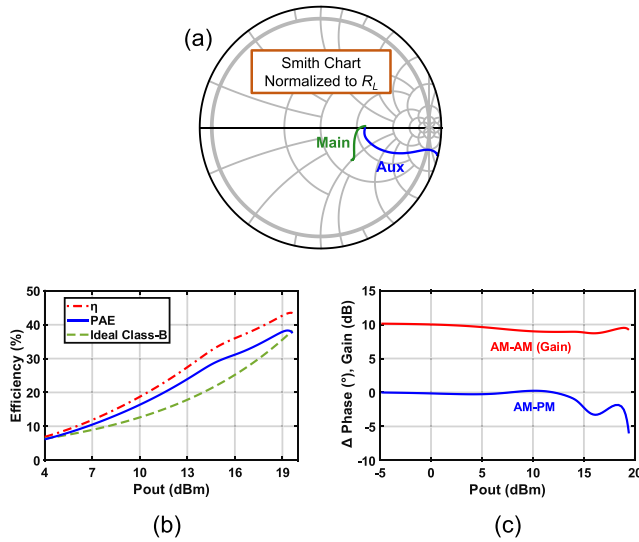 (a)
Smith Chart
Normalized to R_L
Main
Aux
50
40
30
20
10
0
Efficiency (%)
η
PAE
Ideal Class-B
4
7
10
13
16
19
Pout (dBm)
(b)
15
10
5
0
-5
-10
Δ Phase (°), Gain (dB)
AM-AM (Gain)
AM-PM
-5
0
5
10
15
20
Pout (dBm)
(c)